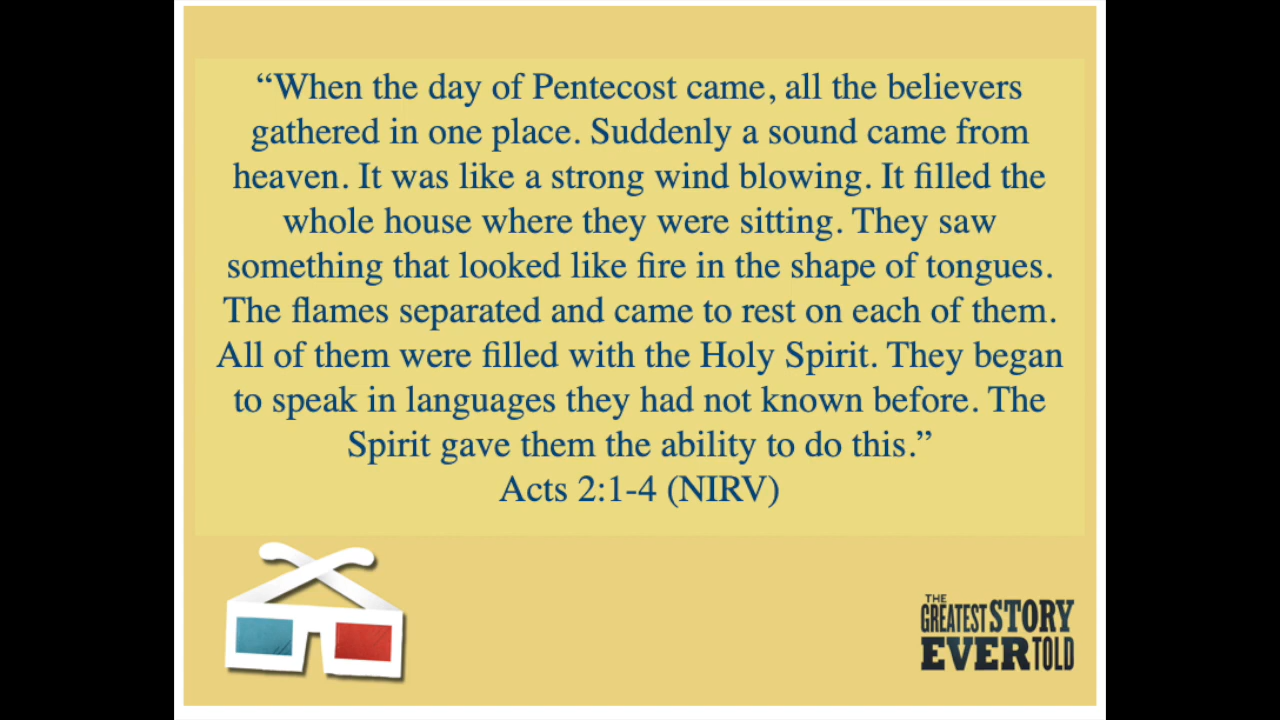 “When the day of Pentecost came, all the believers
gathered in one place. Suddenly a sound came from
heaven. It was like a strong wind blowing. It filled the
whole house where they were sitting. They saw
something that looked like fire in the shape of tongues.
The flames separated and came to rest on each of them.
All of them were filled with the Holy Spirit. They began
to speak in languages they had not known before. The
Spirit gave them the ability to do this.”
Acts 2:1-4 (NIRV)
THE
GREATEST STORY
EVER TOLD